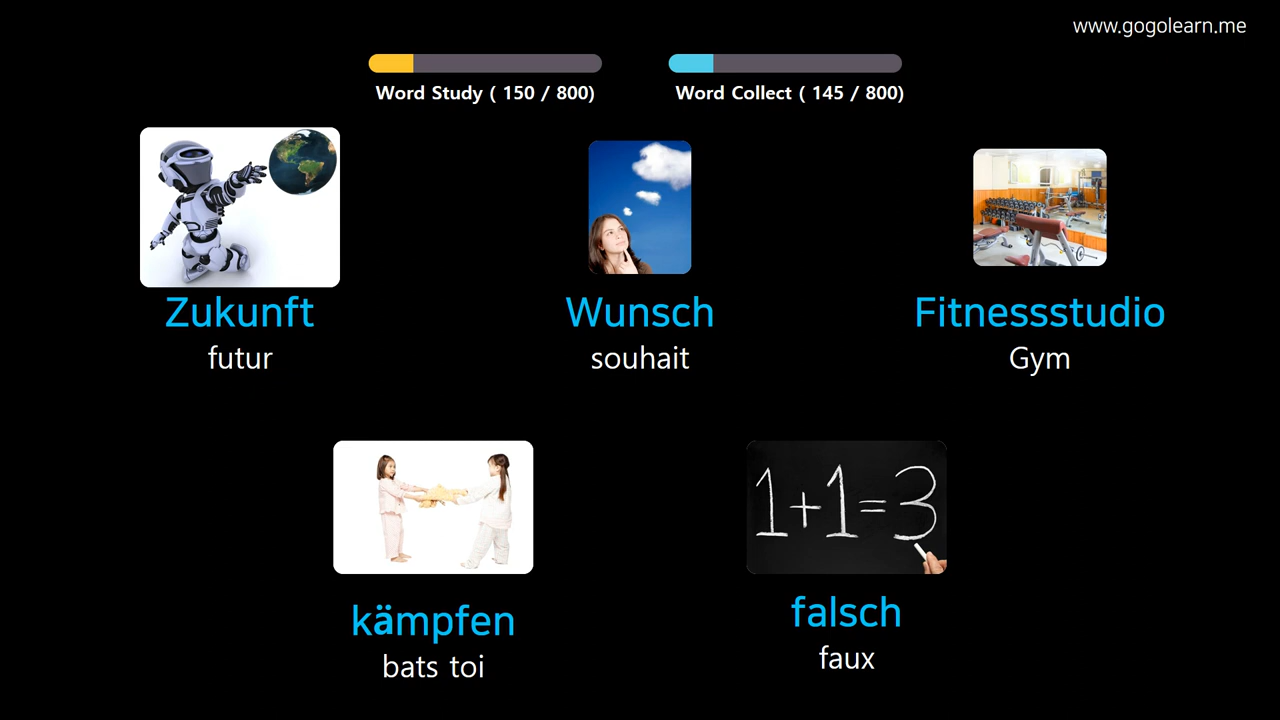 www.gogolearn.me
Word Study ( 150 / 800)
Word Collect ( 145 / 800)
Zukunft
futur
Wunsch
souhait
Fitnessstudio
Gym
1+1=3
kämpfen
bats toi
falsch
faux